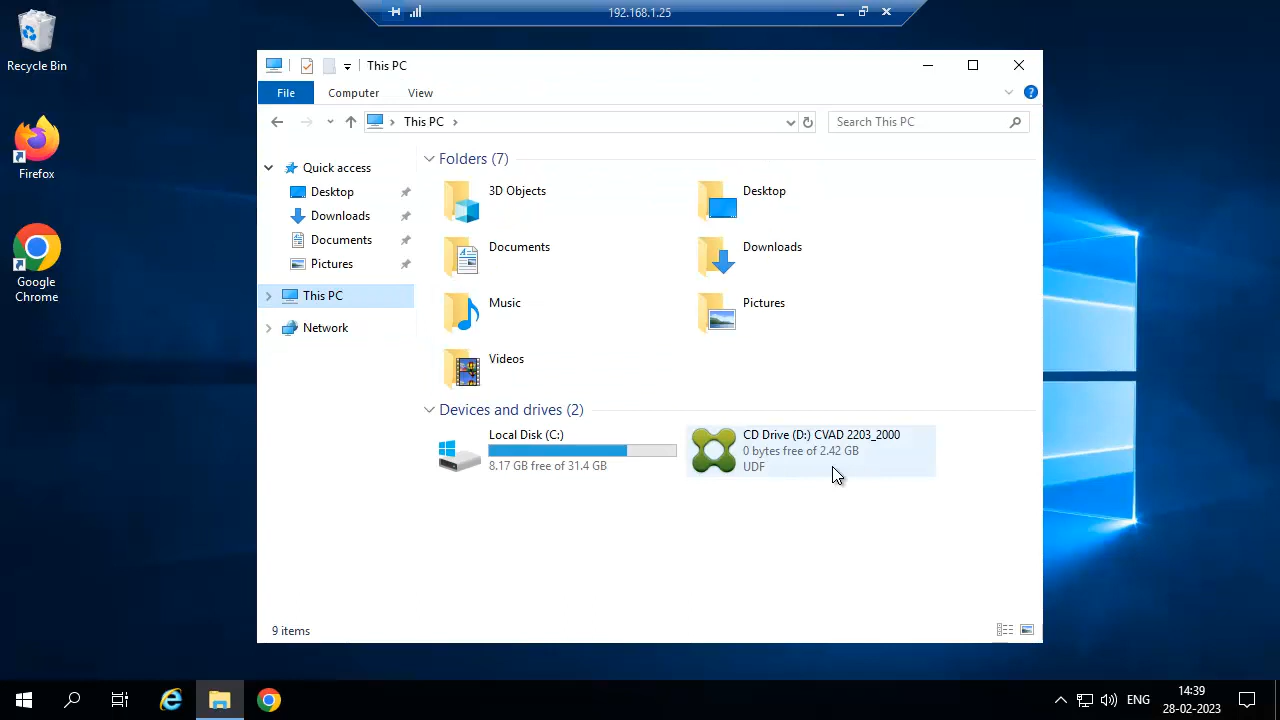 192.168.1.25
Recycle Bin
Firefox
Google
Chrome
This PC
File
Computer
View
This PC
Search This PC
Quick access
Desktop
Downloads
Documents
Pictures
This PC
Network
Folders (7)
3D Objects
Desktop
Documents
Downloads
Music
Pictures
Videos
Devices and drives (2)
Local Disk (C:)
8.17 GB free of 31.4 GB
CD Drive (D:) CVAD 2203_2000
0 bytes free of 2.42 GB
UDF
9 items
ENG
14:39
28-02-2023